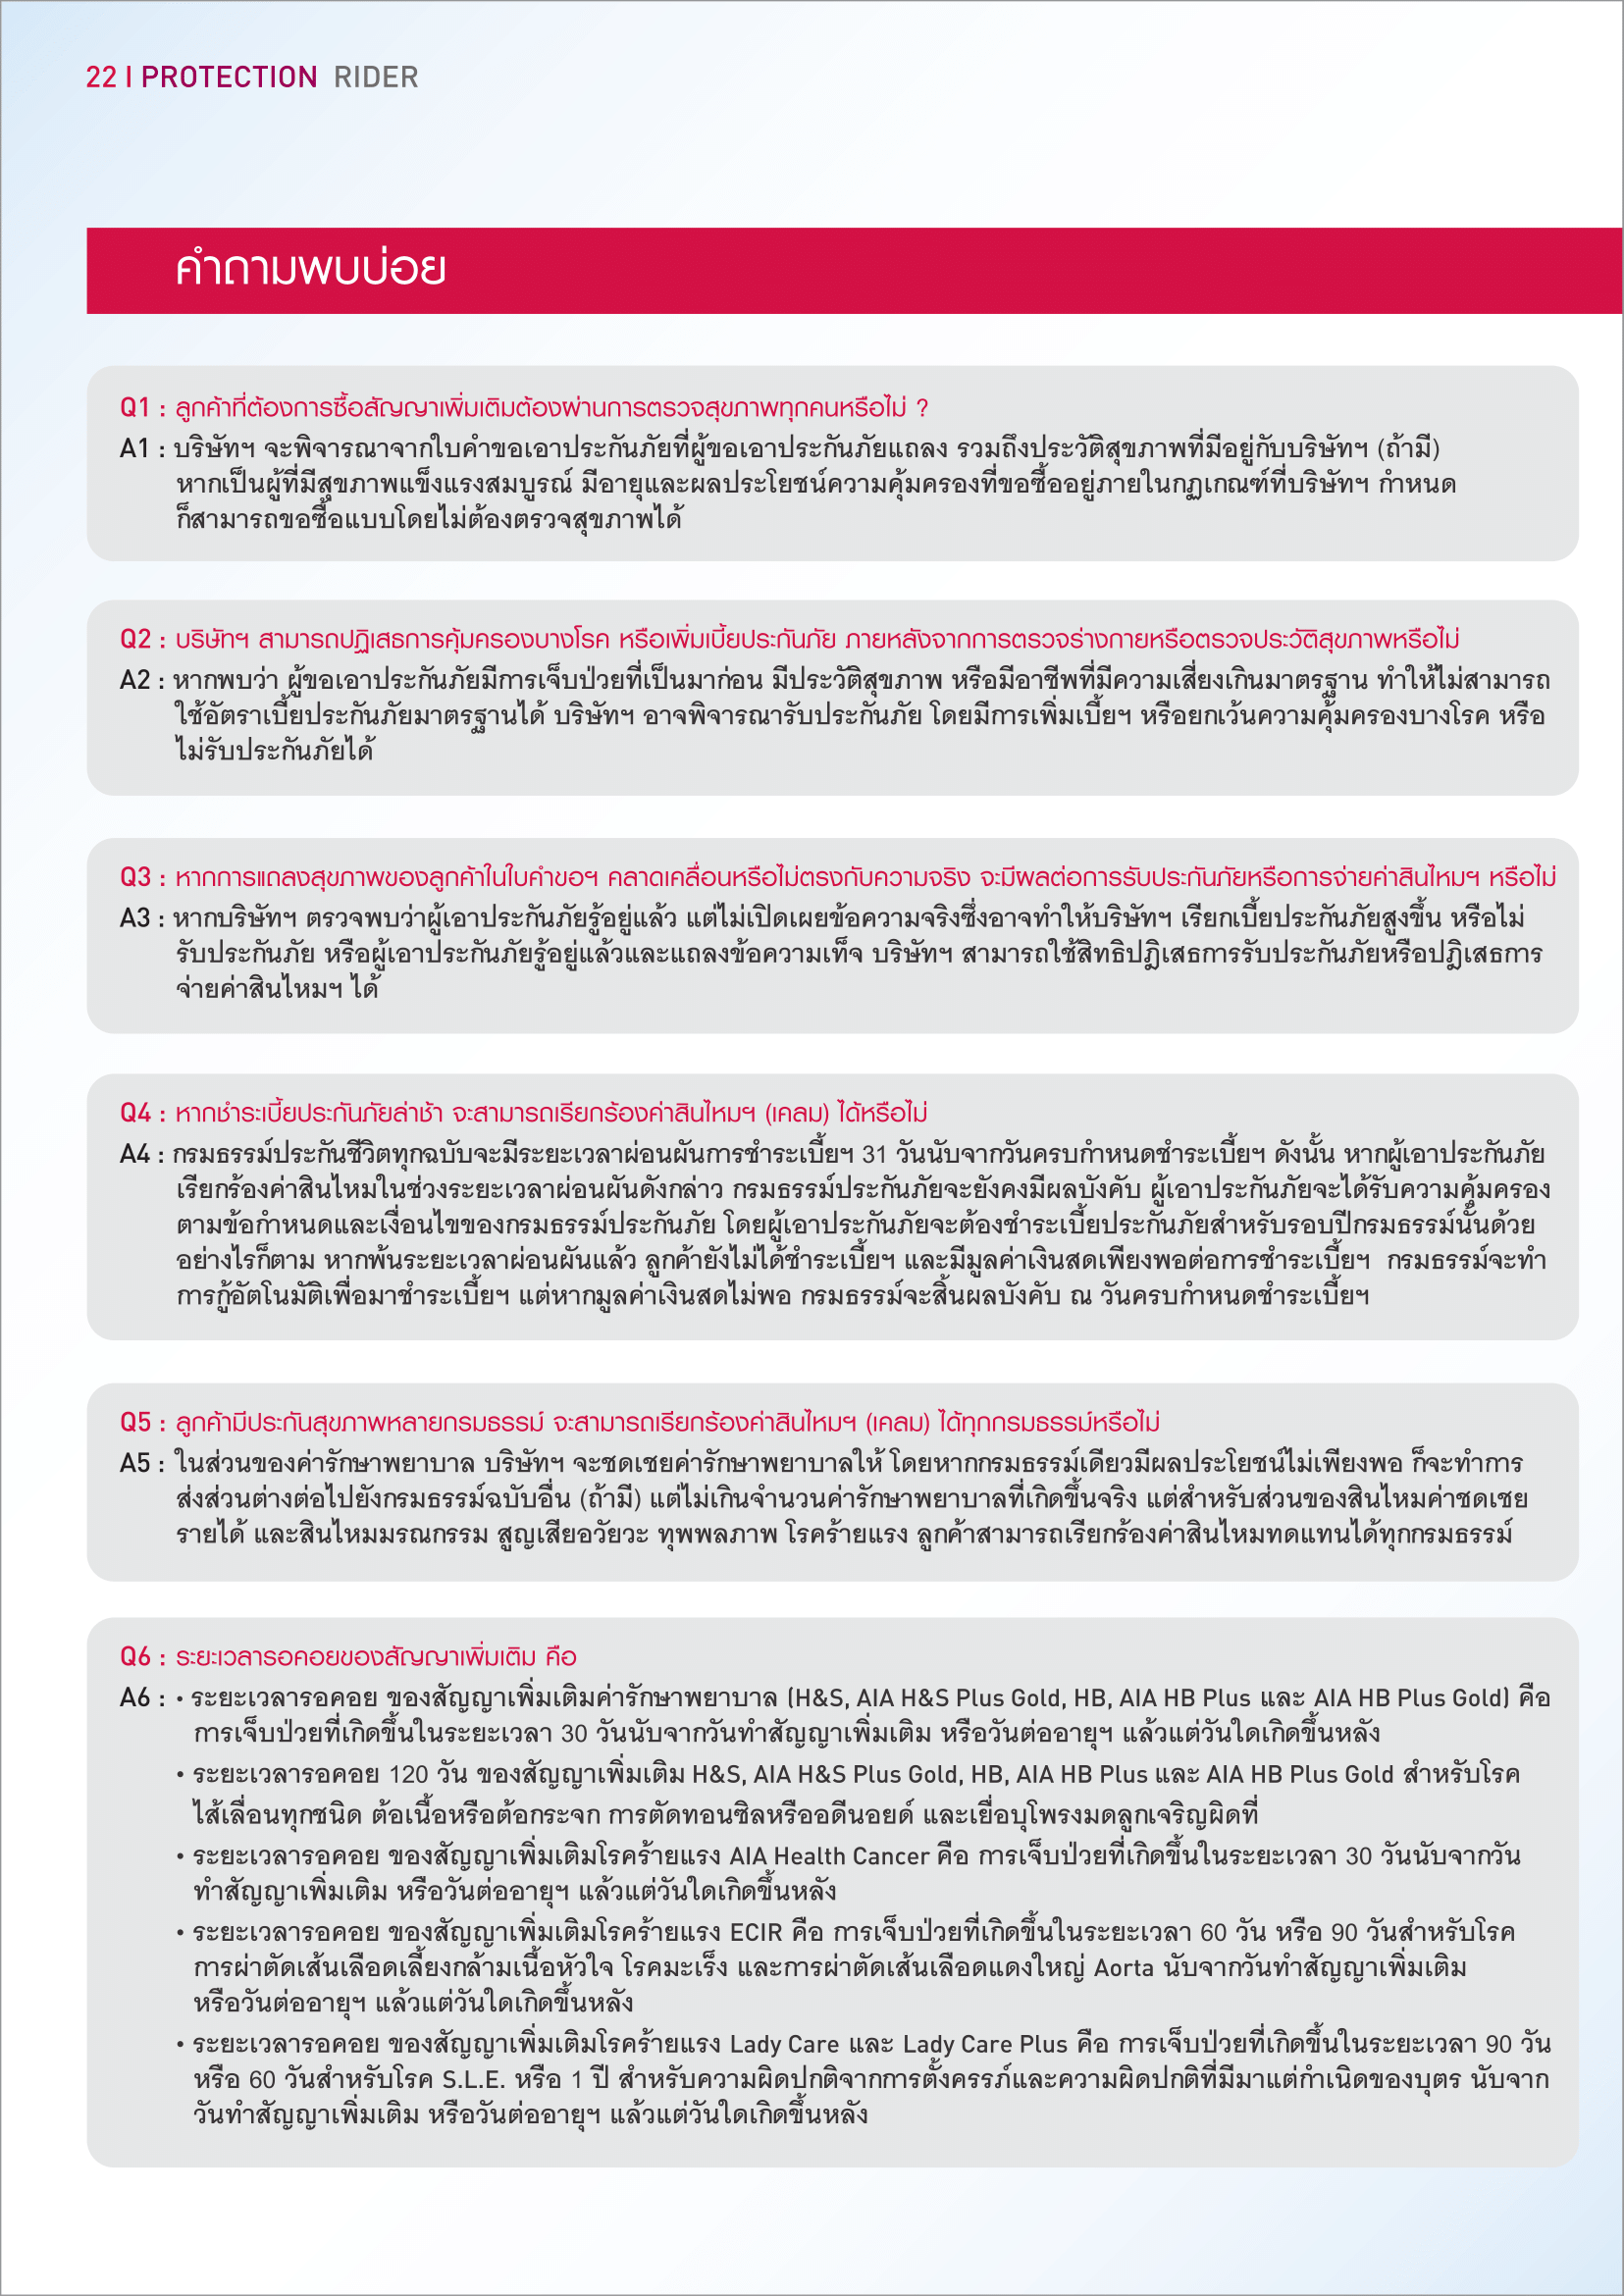 22 I PROTECTION RIDER
คำถามพบบ่อย
Q1 : ลูกค้าที่ต้องการซื้อสัญญาเพิ่มเติมต้องผ่านการตรวจสุขภาพทุกคนหรือไม่ ?
A1 : บริษัทฯ จะพิจารณาจากใบคำขอเอาประกันภัยที่ผู้ขอเอาประกันภัยแถลง รวมถึงประวัติสุขภาพที่มีอยู่กับบริษัทฯ (ถ้ามี)
หากเป็นผู้ที่มีสุขภาพแข็งแรงสมบูรณ์ มีอายุและผลประโยชน์ความคุ้มครองที่ขอซื้ออยู่ภายในกฏเกณฑ์ที่บริษัทฯ กำหนด
ก็สามารถขอซื้อแบบโดยไม่ต้องตรวจสุขภาพได้
Q2 : บริษัทฯ สามารถปฏิเสธการคุ้มครองบางโรค หรือเพิ่มเบี้ยประกันภัย ภายหลังจากการตรวจร่างกายหรือตรวจประวัติสุขภาพหรือไม่
A2 : หากพบว่า ผู้ขอเอาประกันภัยมีการเจ็บป่วยที่เป็นมาก่อน มีประวัติสุขภาพ หรือมีอาชีพที่มีความเสี่ยงเกินมาตรฐาน ทำให้ไม่สามารถ
ใช้อัตราเบี้ยประกันภัยมาตรฐานได้ บริษัทฯ อาจพิจารณารับประกันภัย โดยมีการเพิ่มเบี้ยฯ หรือยกเว้นความคุ้มครองบางโรค หรือ
ไม่รับประกันภัยได้
Q3 : หากการแถลงสุขภาพของลูกค้าในใบคำขอฯ คลาดเคลื่อนหรือไม่ตรงกับความจริง จะมีผลต่อการรับประกันภัยหรือการจ่ายค่าสินไหมฯ หรือไม่
A3 : หากบริษัทฯ ตรวจพบว่าผู้เอาประกันภัยรู้อยู่แล้ว แต่ไม่เปิดเผยข้อความจริงซึ่งอาจทำให้บริษัทฯ เรียกเบี้ยประกันภัยสูงขึ้น หรือไม่
รับประกันภัย หรือผู้เอาประกันภัยรู้อยู่แล้วและแถลงข้อความเท็จ บริษัทฯ สามารถใช้สิทธิปฎิเสธการรับประกันภัยหรือปฎิเสธการ
จ่ายค่าสินไหมฯ ได้
Q4 : หากชำระเบี้ยประกันภัยล่าช้า จะสามารถเรียกร้องค่าสินไหมฯ (เคลม) ได้หรือไม่
A4 : กรมธรรม์ประกันชีวิตทุกฉบับจะมีระยะเวลาผ่อนผันการชำระเบี้ยฯ 31 วันนับจากวันครบกำหนดชำระเบี้ยฯ ดังนั้น หากผู้เอาประกันภัย
เรียกร้องค่าสินไหมในช่วงระยะเวลาผ่อนผันดังกล่าว กรมธรรม์ประกันภัยจะยังคงมีผลบังคับ ผู้เอาประกันภัยจะได้รับความคุ้มครอง
ตามข้อกำหนดและเงื่อนไขของกรมธรรม์ประกันภัย โดยผู้เอาประกันภัยจะต้องชำระเบี้ยประกันภัยสำหรับรอบปีกรมธรรม์นั้นด้วย
อย่างไรก็ตาม หากพ้นระยะเวลาผ่อนผันแล้ว ลูกค้ายังไม่ได้ชำระเบี้ยฯ และมีมูลค่าเงินสดเพียงพอต่อการชำระเบี้ยฯ กรมธรรม์จะทำ
การกู้อัตโนมัติเพื่อมาชำระเบี้ยฯ แต่หากมูลค่าเงินสดไม่พอ กรมธรรม์จะสิ้นผลบังคับ ณ วันครบกำหนดชำระเบี้ยฯ
Q5 : ลูกค้ามีประกันสุขภาพหลายกรมธรรม์ จะสามารถเรียกร้องค่าสินไหมฯ (เคลม) ได้ทุกกรมธรรม์หรือไม่
A5 : ในส่วนของค่ารักษาพยาบาล บริษัทฯ จะชดเชยค่ารักษาพยาบาลให้ โดยหากกรมธรรม์เดียวมีผลประโยชน์ไม่เพียงพอ ก็จะทำการ
ส่งส่วนต่างต่อไปยังกรมธรรม์ฉบับอื่น (ถ้ามี) แต่ไม่เกินจำนวนค่ารักษาพยาบาลที่เกิดขึ้นจริง แต่สำหรับส่วนของสินไหมค่าชดเชย
รายได้ และสินไหมมรณกรรม สูญเสียอวัยวะ ทุพพลภาพ โรคร้ายแรง ลูกค้าสามารถเรียกร้องค่าสินไหมทดแทนได้ทุกกรมธรรม์
Q6 : ระยะเวลารอคอยของสัญญาเพิ่มเติม คือ
A6 : • ระยะเวลารอคอย ของสัญญาเพิ่มเติมค่ารักษาพยาบาล (H&S, AIA H&S Plus Gold, HB, AIA HB Plus และ AIA HB Plus Gold) คือ
การเจ็บป่วยที่เกิดขึ้นในระยะเวลา 30 วันนับจากวันทำสัญญาเพิ่มเติม หรือวันต่ออายุฯ แล้วแต่วันใดเกิดขึ้นหลัง
• ระยะเวลารอคอย 120 วัน ของสัญญาเพิ่มเติม H&S, AIA H&S Plus Gold, HB, AIA HB Plus และ AIA HB Plus Gold สำหรับโรค
ไส้เลื่อนทุกชนิด ต้อเนื้อหรือต้อกระจก การตัดทอนซิลหรืออดีนอยด์ และเยื่อบุโพรงมดลูกเจริญผิดที่
• ระยะเวลารอคอย ของสัญญาเพิ่มเติมโรคร้ายแรง AIA Health Cancer คือ การเจ็บป่วยที่เกิดขึ้นในระยะเวลา 30 วันนับจากวัน
ทำสัญญาเพิ่มเติม หรือวันต่ออายุฯ แล้วแต่วันใดเกิดขึ้นหลัง
• ระยะเวลารอคอย ของสัญญาเพิ่มเติมโรคร้ายแรง ECIR คือ การเจ็บป่วยที่เกิดขึ้นในระยะเวลา 60 วัน หรือ 90 วันสำหรับโรค
การผ่าตัดเส้นเลือดเลี้ยงกล้ามเนื้อหัวใจ โรคมะเร็ง และการผ่าตัดเส้นเลือดแดงใหญ่ Aorta นับจากวันทำสัญญาเพิ่มเติม
หรือวันต่ออายุฯ แล้วแต่วันใดเกิดขึ้นหลัง
• ระยะเวลารอคอย ของสัญญาเพิ่มเติมโรคร้ายแรง Lady Care และ Lady Care Plus คือ การเจ็บป่วยที่เกิดขึ้นในระยะเวลา 90 วัน
หรือ 60 วันสำหรับโรค S.L.E. หรือ 1 ปี สำหรับความผิดปกติจากการตั้งครรภ์และความผิดปกติที่มีมาแต่กำเนิดของบุตร นับจาก
วันทำสัญญาเพิ่มเติม หรือวันต่ออายุฯ แล้วแต่วันใดเกิดขึ้นหลัง